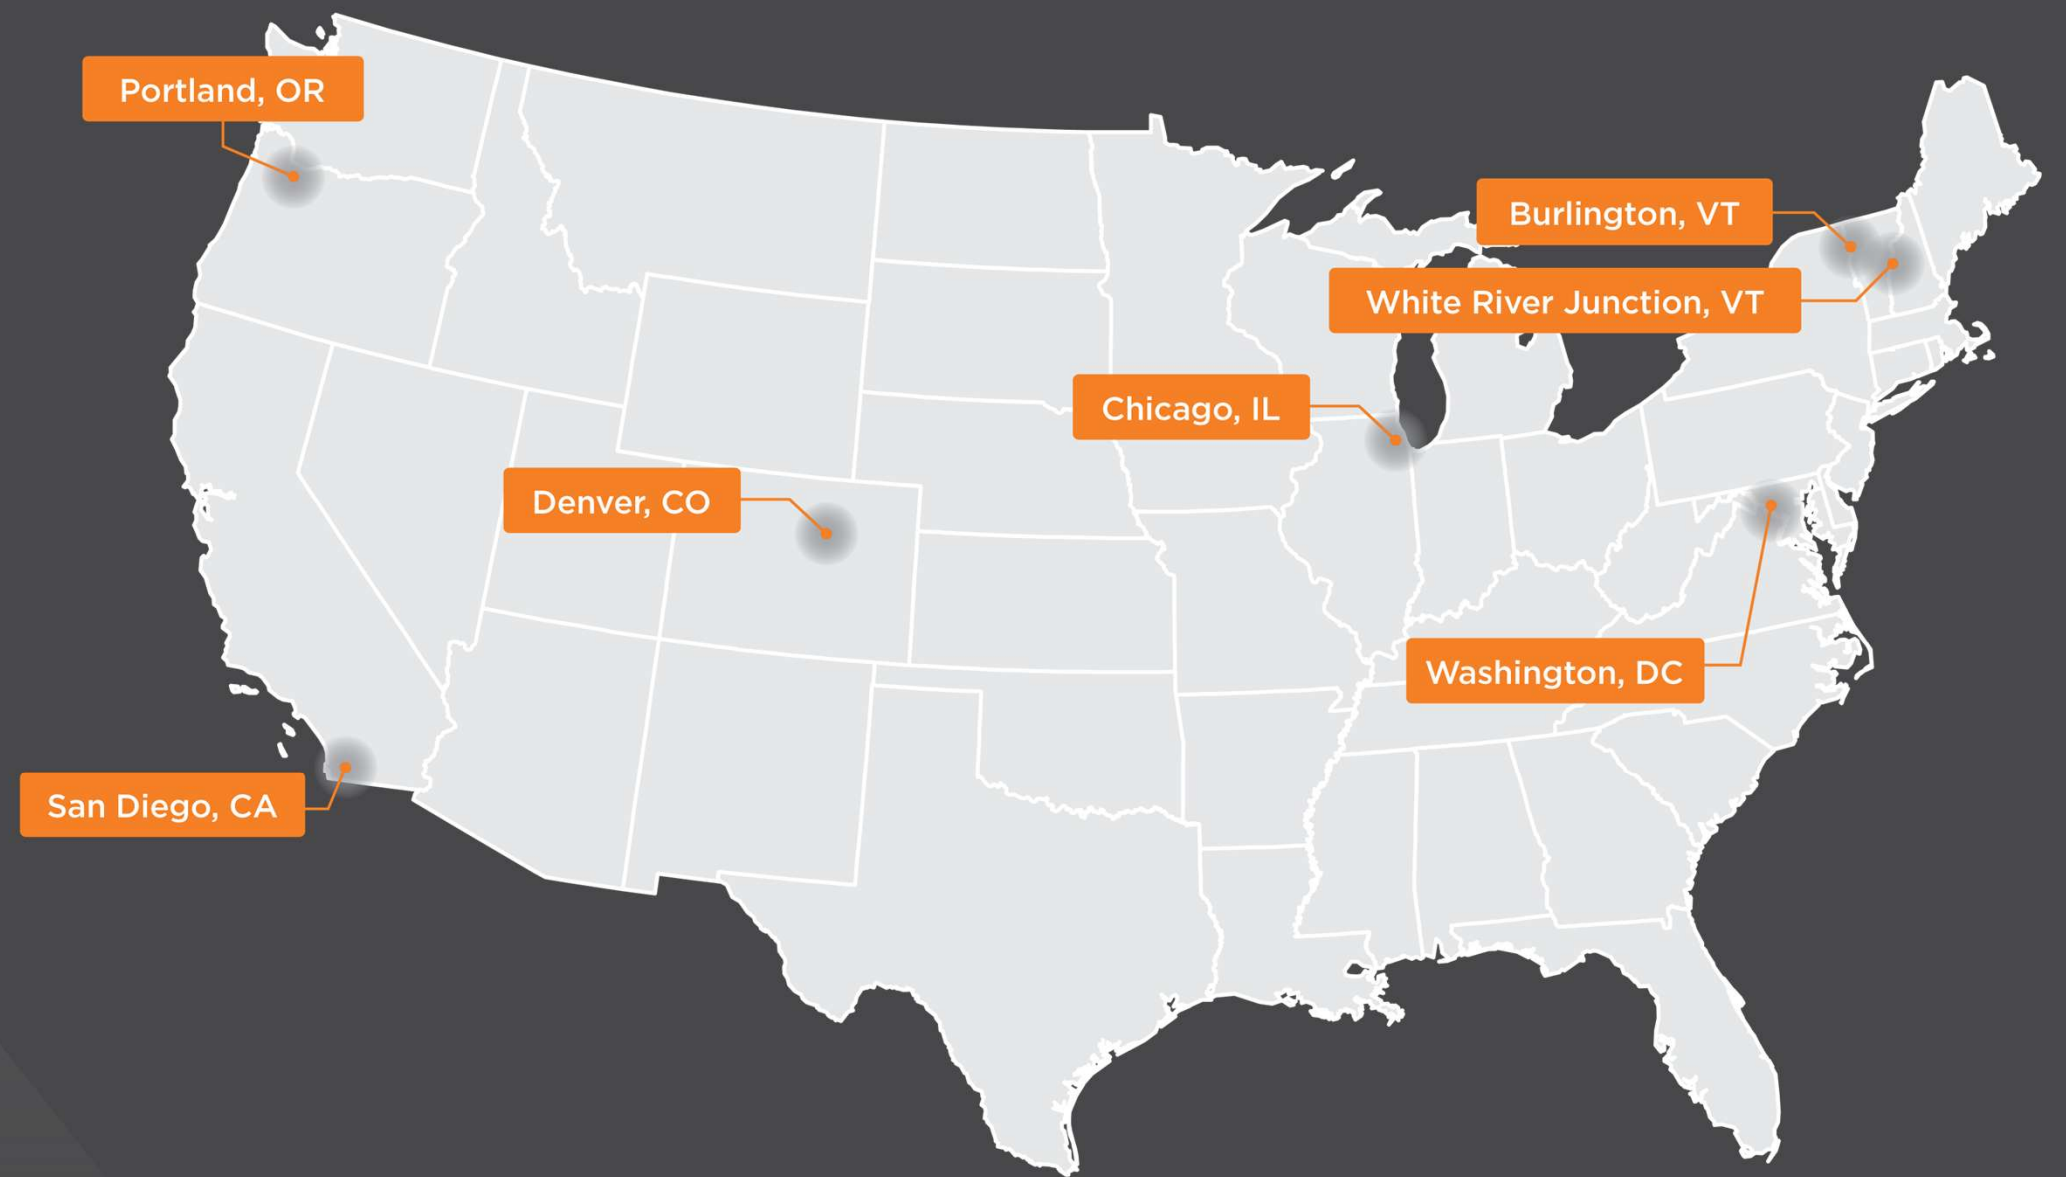 Portland, OR
Burlington, VT
White River Junction, VT
Chicago, IL
Denver, CO
Washington, DC
San Diego, CA